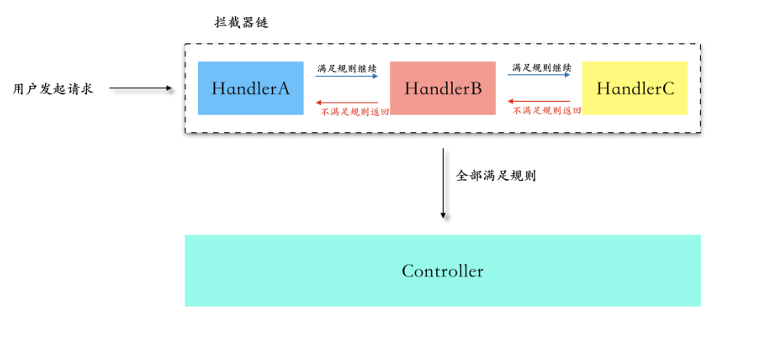 拦截器链
用户发起请求
HandlerA
满足规则继续
不满足规则返回
HandlerB
满足规则继续
不满足规则返回
HandlerC
全部满足规则
Controller